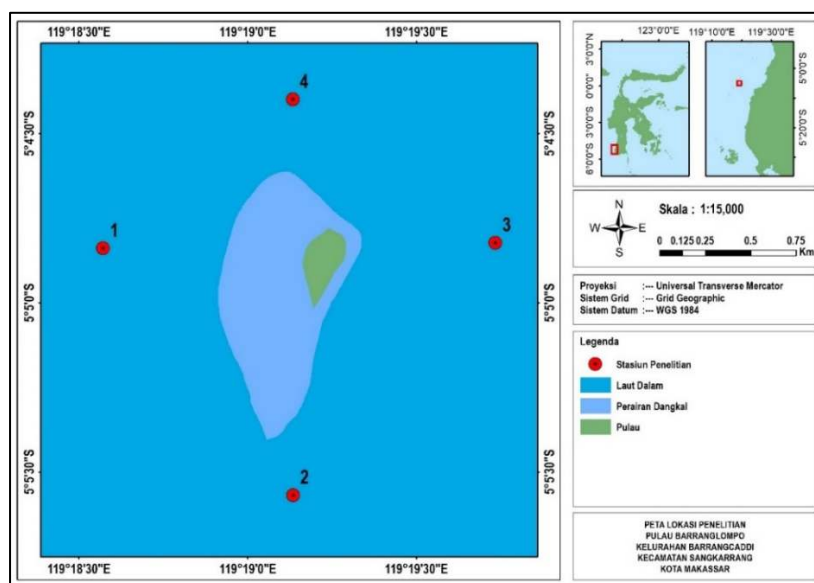 119°18'30"E 119°19'0"E 119°19'30"E
4
5°4'30"S 5°4'30"S
1
3
5°5'0"S 5°5'0"S
5°5'30"S 5°5'30"S
2
119°18'30"E 119°19'0"E 119°19'30"E
123°0'0"E
3°0'0"N
0°0'0"
3°0'0"S
6°0'0"S
119°10'0"E 119°30'0"E
5°0'0"S
5°20'0"S
N
W E
S
Skala : 1:15,000
0 0.125 0.25 0.5 0.75
Km
Proyeksi :--- Universal Transverse Mercator
Sistem Grid :--- Grid Geographic
Sistem Datum :--- WGS 1984
Legenda
Stasiun Penelitian
Laut Dalam
Perairan Dangkal
Pulau
PETA LOKASI PENELITIAN
PULAU BARRANGLOMPO
KELURAHAN BARRANGCADDI
KECAMATAN SANGKARRANG
KOTA MAKASSAR